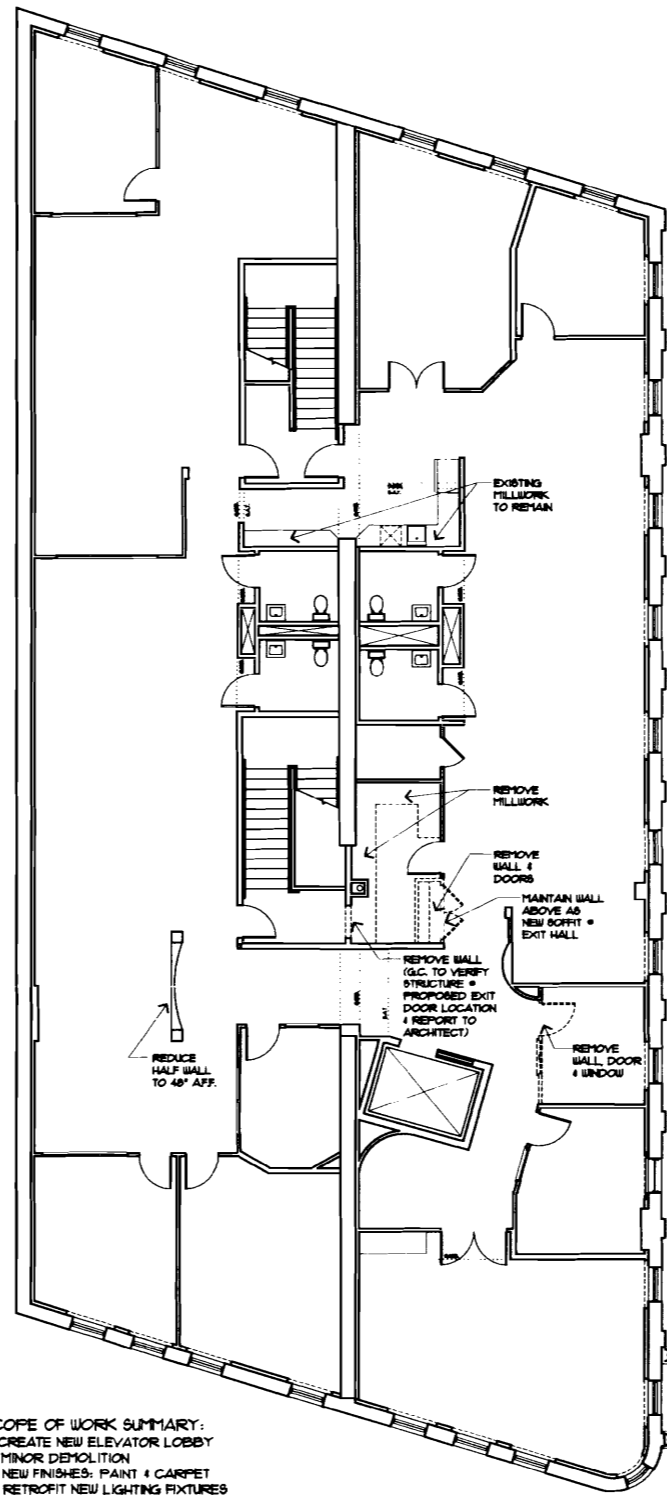 EXISTING
MILLWORK
TO REMAIN
REMOVE
MILLWORK
REMOVE
WALL &
DOORS
MAINTAIN WALL
ABOVE AS
NEW SOFFIT @
EXIT HALL
REMOVE WALL
(G.C. TO VERIFY
STRUCTURE @
PROPOSED EXIT
DOOR LOCATION
& REPORT TO
ARCHITECT)
REMOVE
WALL, DOOR
& WINDOW
REDUCE
HALF WALL
TO 48" AFF.
COPE OF WORK SUMMARY:
CREATE NEW ELEVATOR LOBBY
MINOR DEMOLITION
NEW FINISHES: PAINT & CARPET
RETROFIT NEW LIGHTING FIXTURES